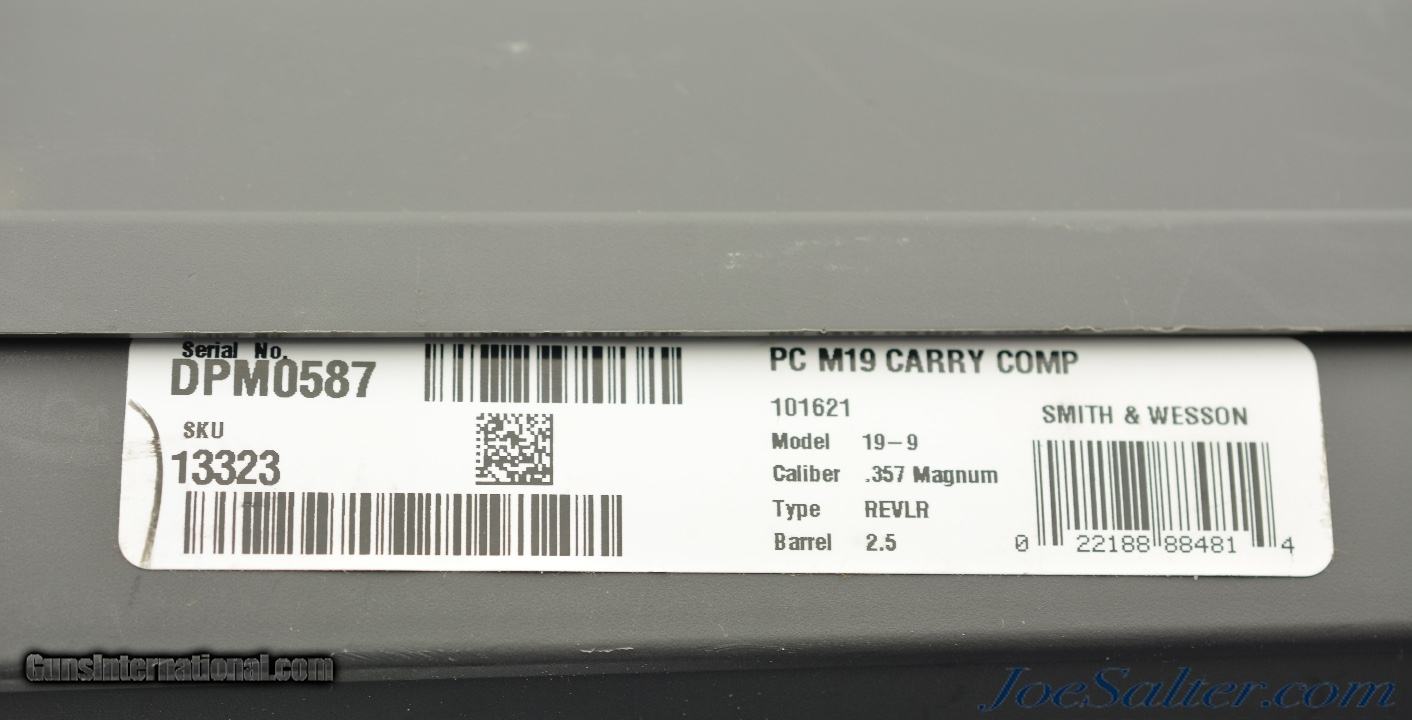 Serial No.
DPM0587
SKU
13323
PC M19 CARRY COMP
101621
Model 19-9
Caliber .357 Magnum
Type REVLR
Barrel 2.5
SMITH & WESSON
0 22188 88481 4
GunsInternational.com
JoeSalter.com